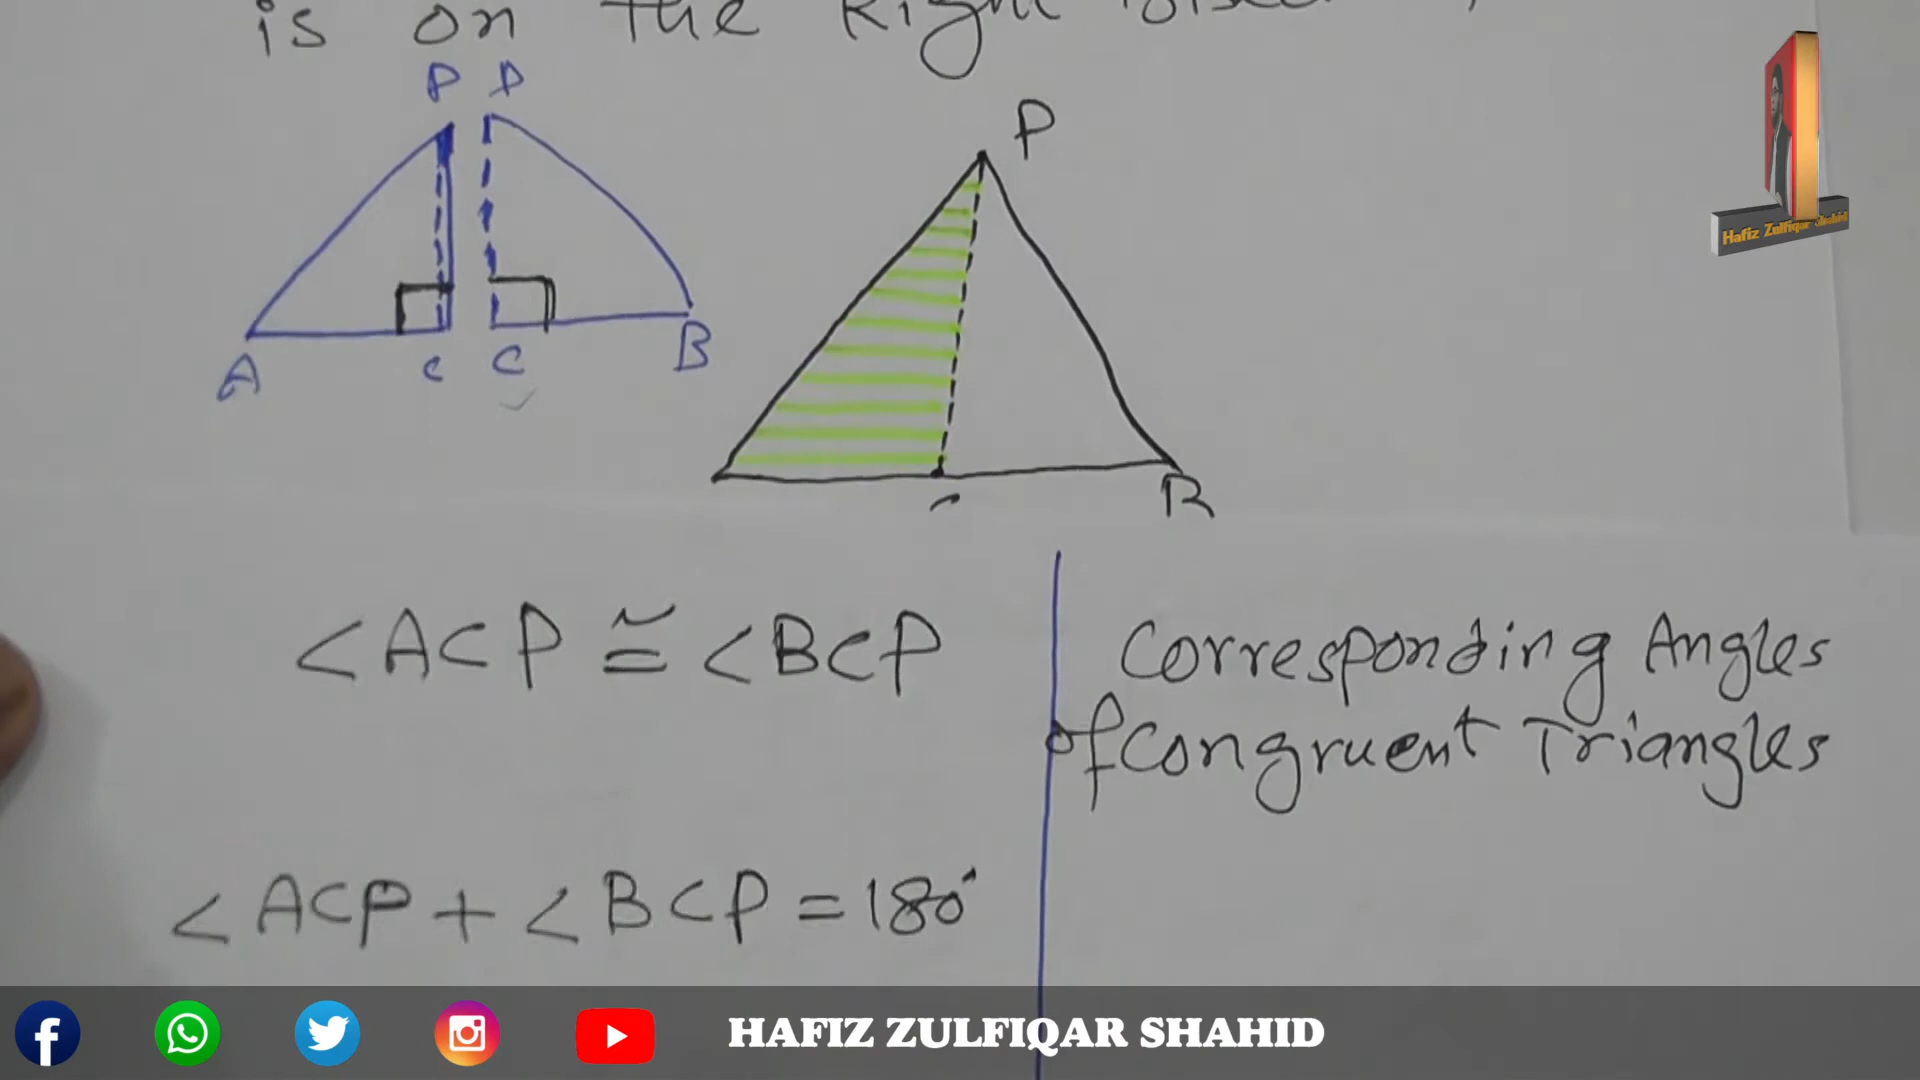 is on the Right
P P
P
A C C B
B
<ACP ≅ <BCP
Corresponding Angles
of Congruent Triangles
<ACP + <BCP = 180°
Hafiz Zulfiqar Shahid
HAFIZ ZULFIQAR SHAHID